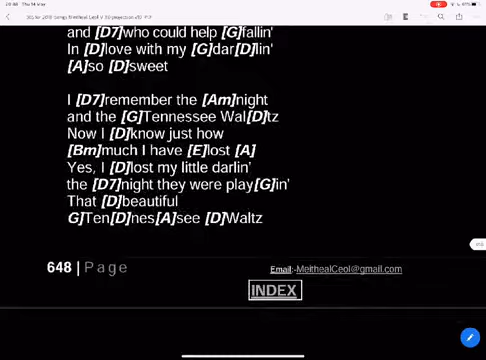 and [D7]who could help [G]fallin'
In [D]love with my [G]dar[D]lin'
[A]so [D]sweet
I [D7]remember the [Am]night
and the [G]Tennessee Wal[D]tz
Now I [D]know just how
[Bm]much I have [E]lost [A]
Yes, I [D]lost my little darlin'
the [D7]night they were play[G]in'
That [D]beautiful
G]Ten[D]nes[A]see [D]Waltz
648 | Page
Email:-MeithealCeol@gmail.com
INDEX